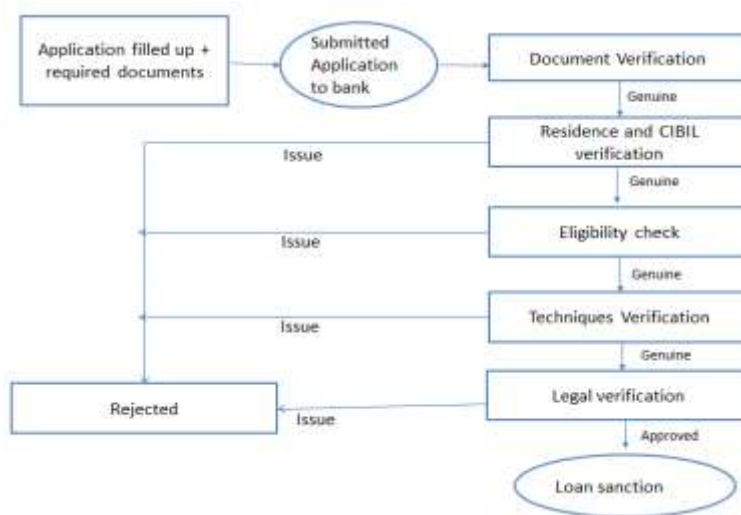 Application filled up +
required documents
Submitted
Application
to bank
Document Verification
Genuine
Residence and CIBIL
verification
Issue
Genuine
Eligibility check
Issue
Genuine
Techniques Verification
Issue
Genuine
Legal verification
Rejected
Issue
Approved
Loan sanction